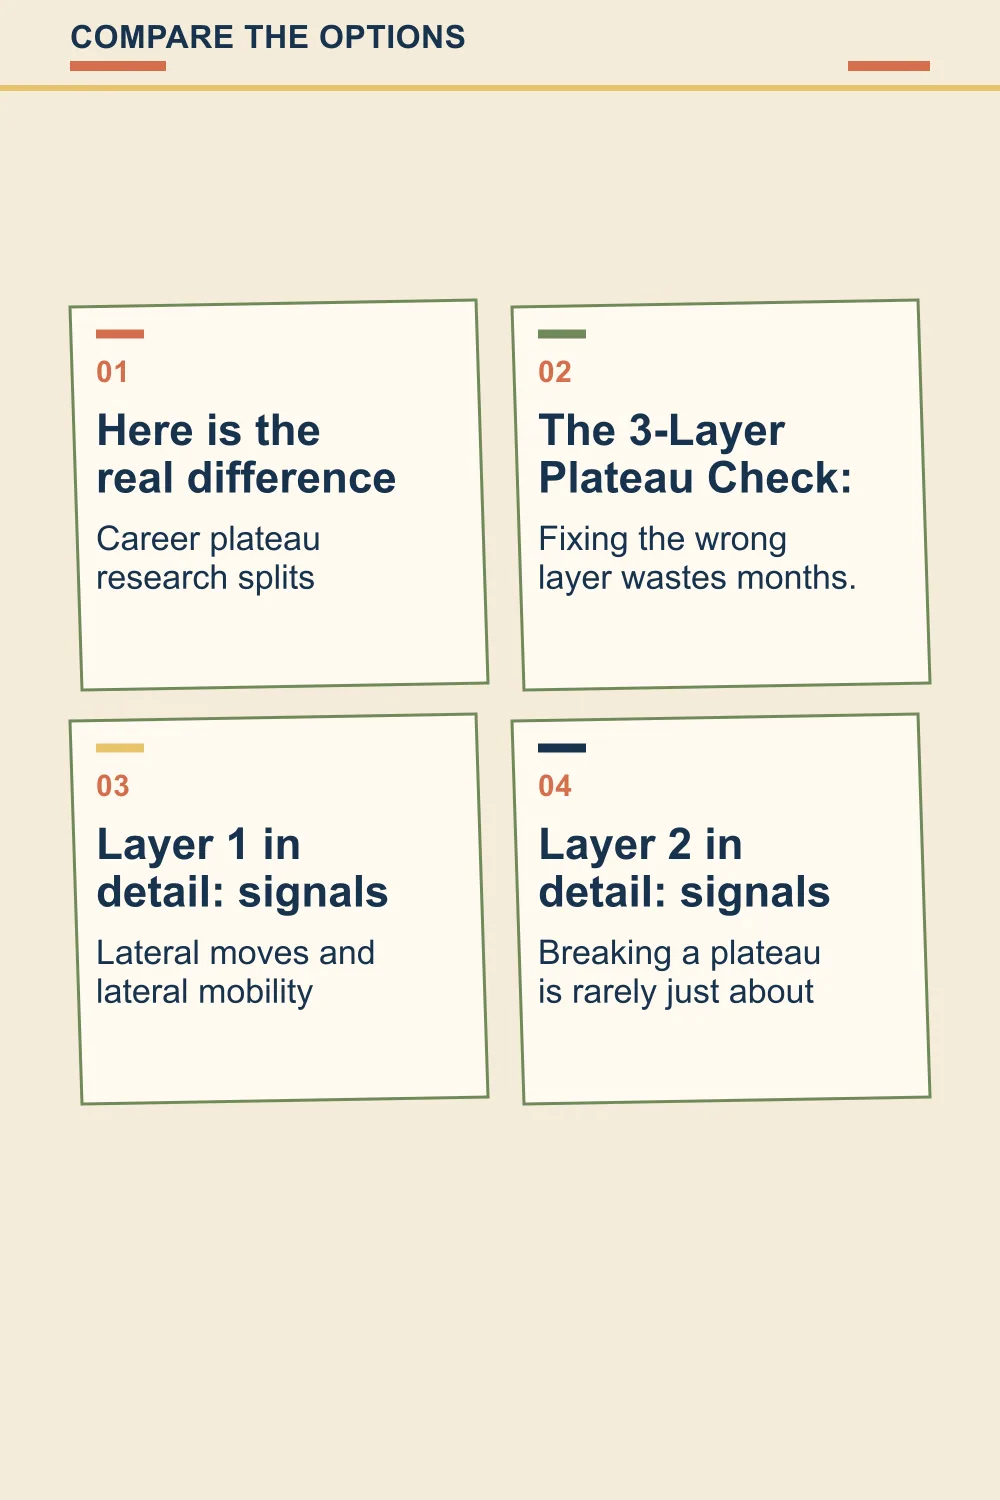 COMPARE THE OPTIONS
01
Here is the
real difference
Career plateau
research splits
02
The 3-Layer
Plateau Check:
Fixing the wrong
layer wastes months.
03
Layer 1 in
detail: signals
Lateral moves and
lateral mobility
04
Layer 2 in
detail: signals
Breaking a plateau
is rarely just about